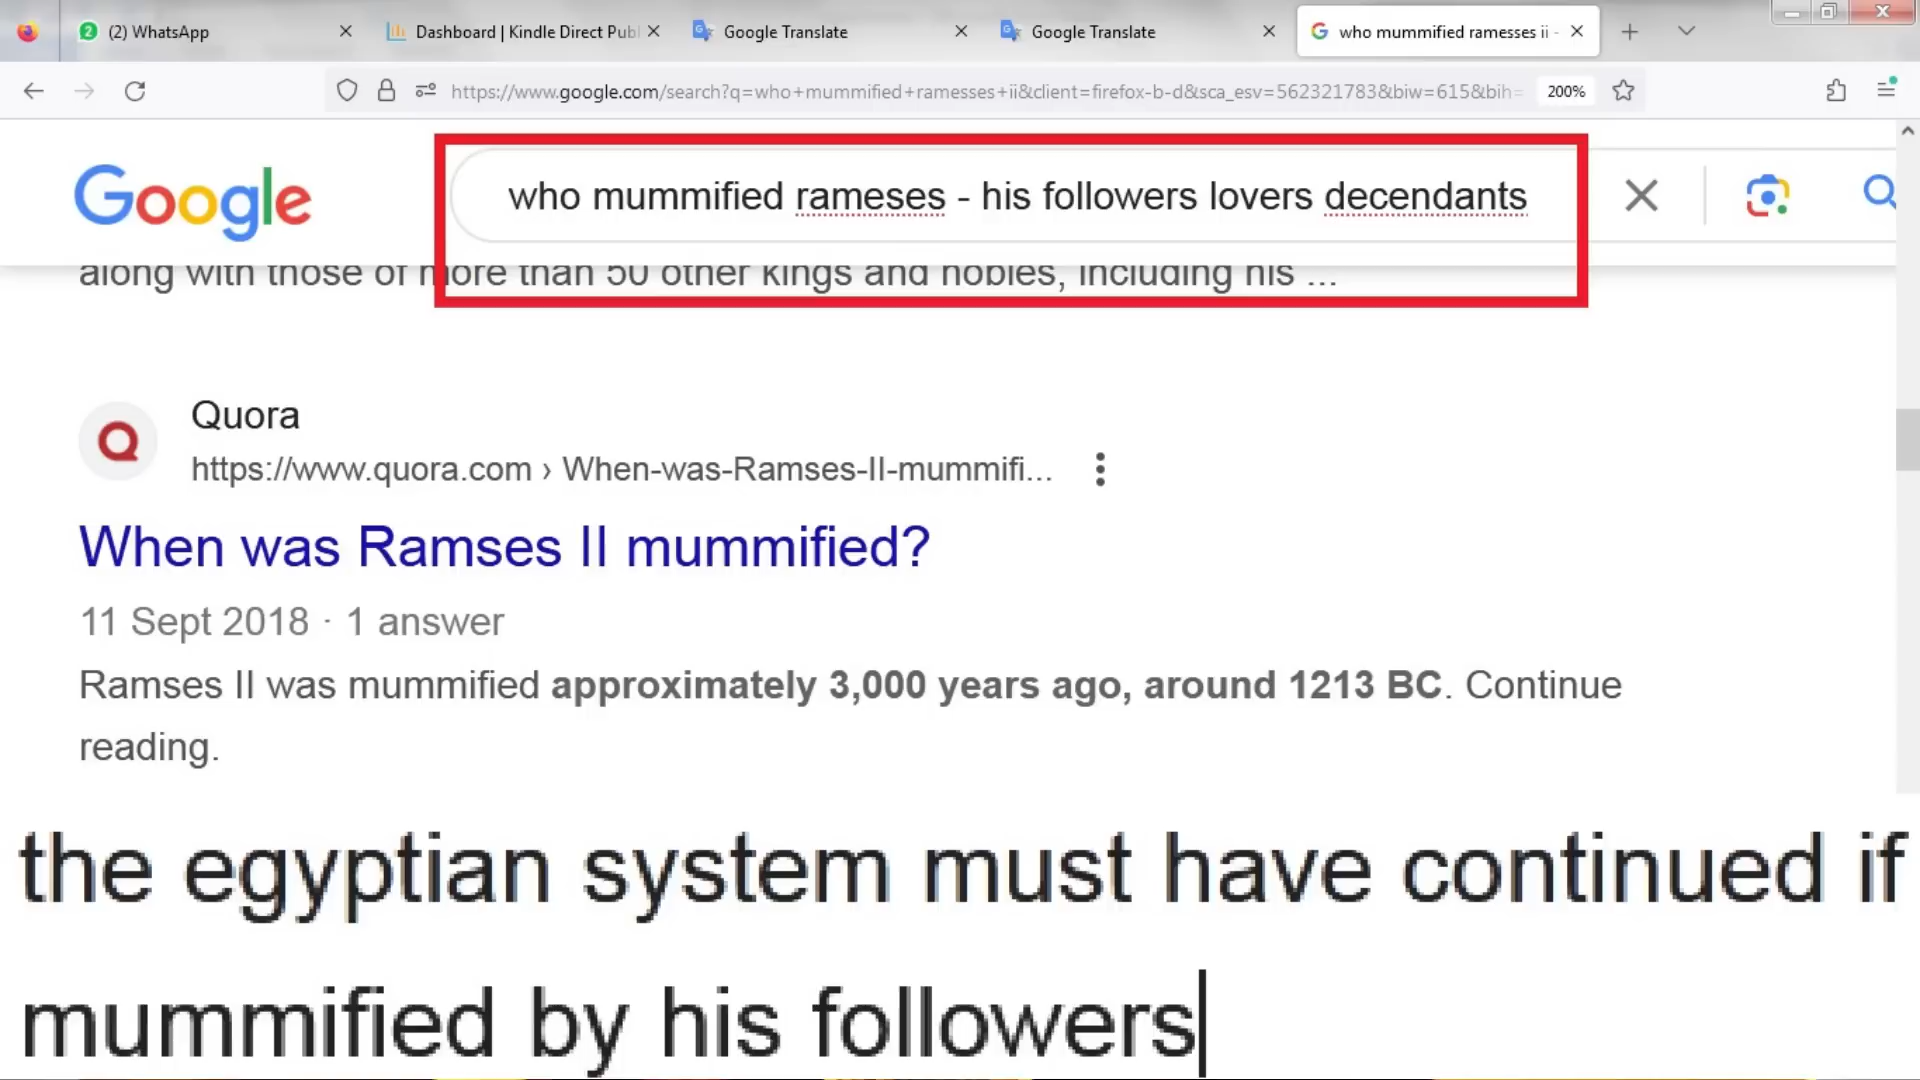 (2) WhatsApp
Dashboard | Kindle Direct Publ
Google Translate
Google Translate
who mummified ramesses ii -
https://www.google.com/search?q=who+mummified+ramesses+ii&client=firefox-b-d&sca_esv=562321783&biw=615&bih=
200%
Google
who mummified rameses - his followers lovers decendants
along with those of more than 50 other kings and nobles, including his ...
Quora
https://www.quora.com › When-was-Ramses-II-mummifi...
When was Ramses II mummified?
11 Sept 2018 · 1 answer
Ramses II was mummified approximately 3,000 years ago, around 1213 BC. Continue
reading.
the egyptian system must have continued if
mummified by his followers